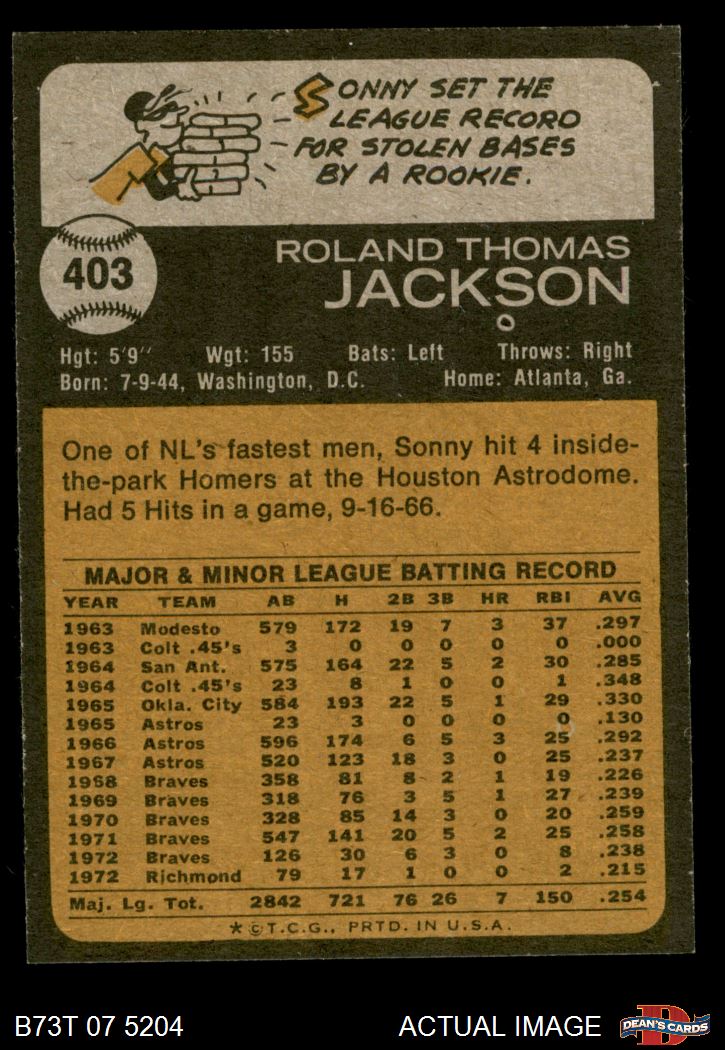 SONNY SET THE
LEAGUE RECORD
FOR STOLEN BASES
BY A ROOKIE.
403
ROLAND THOMAS
JACKSON
Hgt: 5'9" Wgt: 155 Bats: Left Throws: Right
Born: 7-9-44, Washington, D.C. Home: Atlanta, Ga.
One of NL's fastest men, Sonny hit 4 inside-
the-park Homers at the Houston Astrodome.
Had 5 Hits in a game, 9-16-66.
MAJOR & MINOR LEAGUE BATTING RECORD
YEAR TEAM AB H 2B 3B HR RBI AVG
1963 Modesto 579 172 19 7 3 37 .297
1963 Colt .45's 3 0 0 0 0 0 .000
1964 San Ant. 575 164 22 5 2 30 .285
1964 Colt .45's 23 8 1 0 0 1 .348
1965 Okla. City 584 193 22 5 1 29 .330
1965 Astros 23 3 0 0 0 0 .130
1966 Astros 596 174 6 5 3 25 .292
1967 Astros 520 123 18 3 0 25 .237
1968 Braves 358 81 8 2 1 19 .226
1969 Braves 318 76 3 5 1 27 .239
1970 Braves 328 85 14 3 0 20 .259
1971 Braves 547 141 20 5 2 25 .258
1972 Braves 126 30 6 3 0 8 .238
1972 Richmond 79 17 1 0 0 2 .215
Maj. Lg. Tot. 2842 721 76 26 7 150 .254
*©T.C.G., PRTD. IN U.S.A.
B73T 07 5204 ACTUAL IMAGE D DEAN'S CARDS